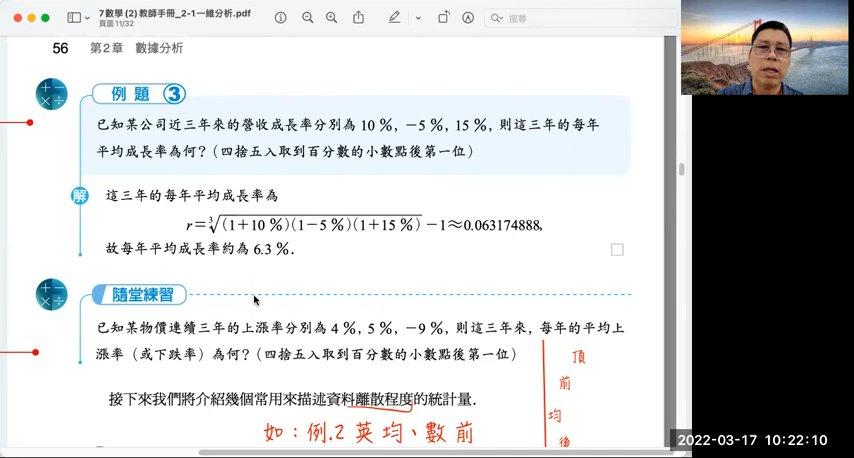 7數學 (2) 教師手冊_2-1一維分析.pdf
頁面 11/32
搜尋
56 第2章 數據分析
例題 3
已知某公司近三年來的營收成長率分別為 10 %, −5 %, 15 %, 則這三年的每年
平均成長率為何?(四捨五入取到百分數的小數點後第一位)
解 這三年的每年平均成長率為
r=∛(1+10 %)(1−5 %)(1+15 %) −1≈0.063174888,
故每年平均成長率約為 6.3 %.
隨堂練習
已知某物價連續三年的上漲率分別為 4 %, 5 %, −9 %, 則這三年來, 每年的平均上
漲率(或下跌率)為何?(四捨五入取到百分數的小數點後第一位)
接下來我們將介紹幾個常用來描述資料離散程度的統計量.
如:例.2 英均、數前
頂
前
均
後
2022-03-17 10:22:10